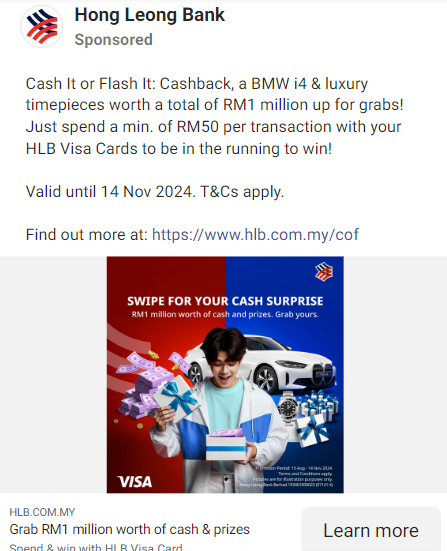 Hong Leong Bank
Sponsored
Cash It or Flash It: Cashback, a BMW i4 & luxury
timepieces worth a total of RM1 million up for grabs!
Just spend a min. of RM50 per transaction with your
HLB Visa Cards to be in the running to win!
Valid until 14 Nov 2024. T&Cs apply.
Find out more at: https://www.hlb.com.my/cof
SWIPE FOR YOUR CASH SURPRISE
RM1 million worth of cash and prizes. Grab yours.
Promotion Period: 15 Aug - 14 Nov 2024.
Terms and Conditions apply.
Pictures are for illustration purposes only.
Hong Leong Bank Berhad
VISA
HLB.COM.MY
Grab RM1 million worth of cash & prizes
Spend & win with HLB Visa Card
Learn more